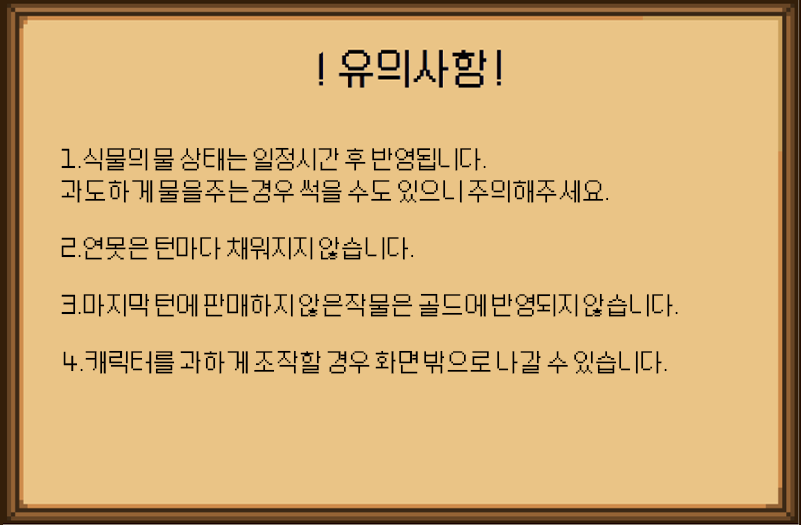 ! 유의사항 !
1.식물의 물 상태는 일정시간 후 반영됩니다.
과도하게 물을주는경우 썩을 수도 있으니 주의해주세요.
2.연못은 턴마다 채워지지 않습니다.
3.마지막 턴에 판매하지 않은작물은 골드에 반영되지 않습니다.
4.캐릭터를 과하게 조작할 경우 화면 밖으로 나갈 수 있습니다.